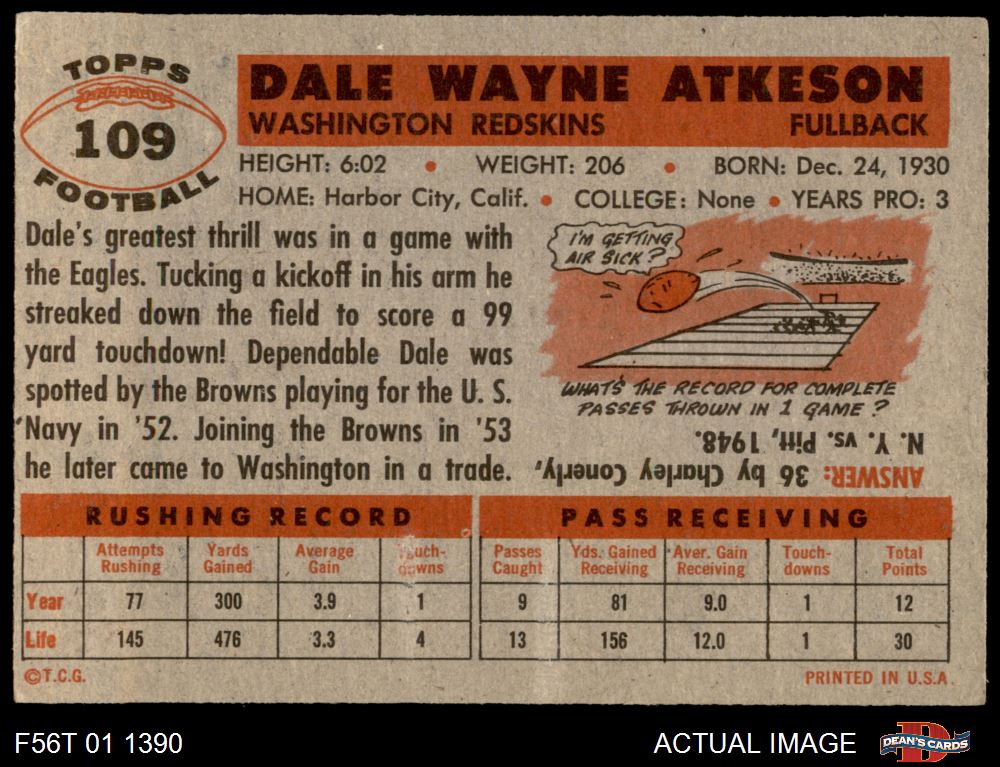 TOPPS
109
FOOTBALL
DALE WAYNE ATKESON
WASHINGTON REDSKINS FULLBACK
HEIGHT: 6:02 • WEIGHT: 206 • BORN: Dec. 24, 1930
HOME: Harbor City, Calif. • COLLEGE: None • YEARS PRO: 3
Dale's greatest thrill was in a game with
the Eagles. Tucking a kickoff in his arm he
streaked down the field to score a 99
yard touchdown! Dependable Dale was
spotted by the Browns playing for the U. S.
Navy in '52. Joining the Browns in '53
he later came to Washington in a trade.
I'M GETTING
AIR SICK?
WHAT'S THE RECORD FOR COMPLETE
PASSES THROWN IN 1 GAME?
ANSWER: 36 by Charley Conerly,
N. Y. vs. Pitt, 1948.
RUSHING RECORD
Attempts Rushing Yards Gained Average Gain Touch-downs
Year 77 300 3.9 1
Life 145 476 3.3 4
PASS RECEIVING
Passes Caught Yds. Gained Receiving Aver. Gain Receiving Touch-downs Total Points
9 81 9.0 1 12
13 156 12.0 1 30
©T.C.G. PRINTED IN U.S.A.
F56T 01 1390 ACTUAL IMAGE DEAN'S CARDS